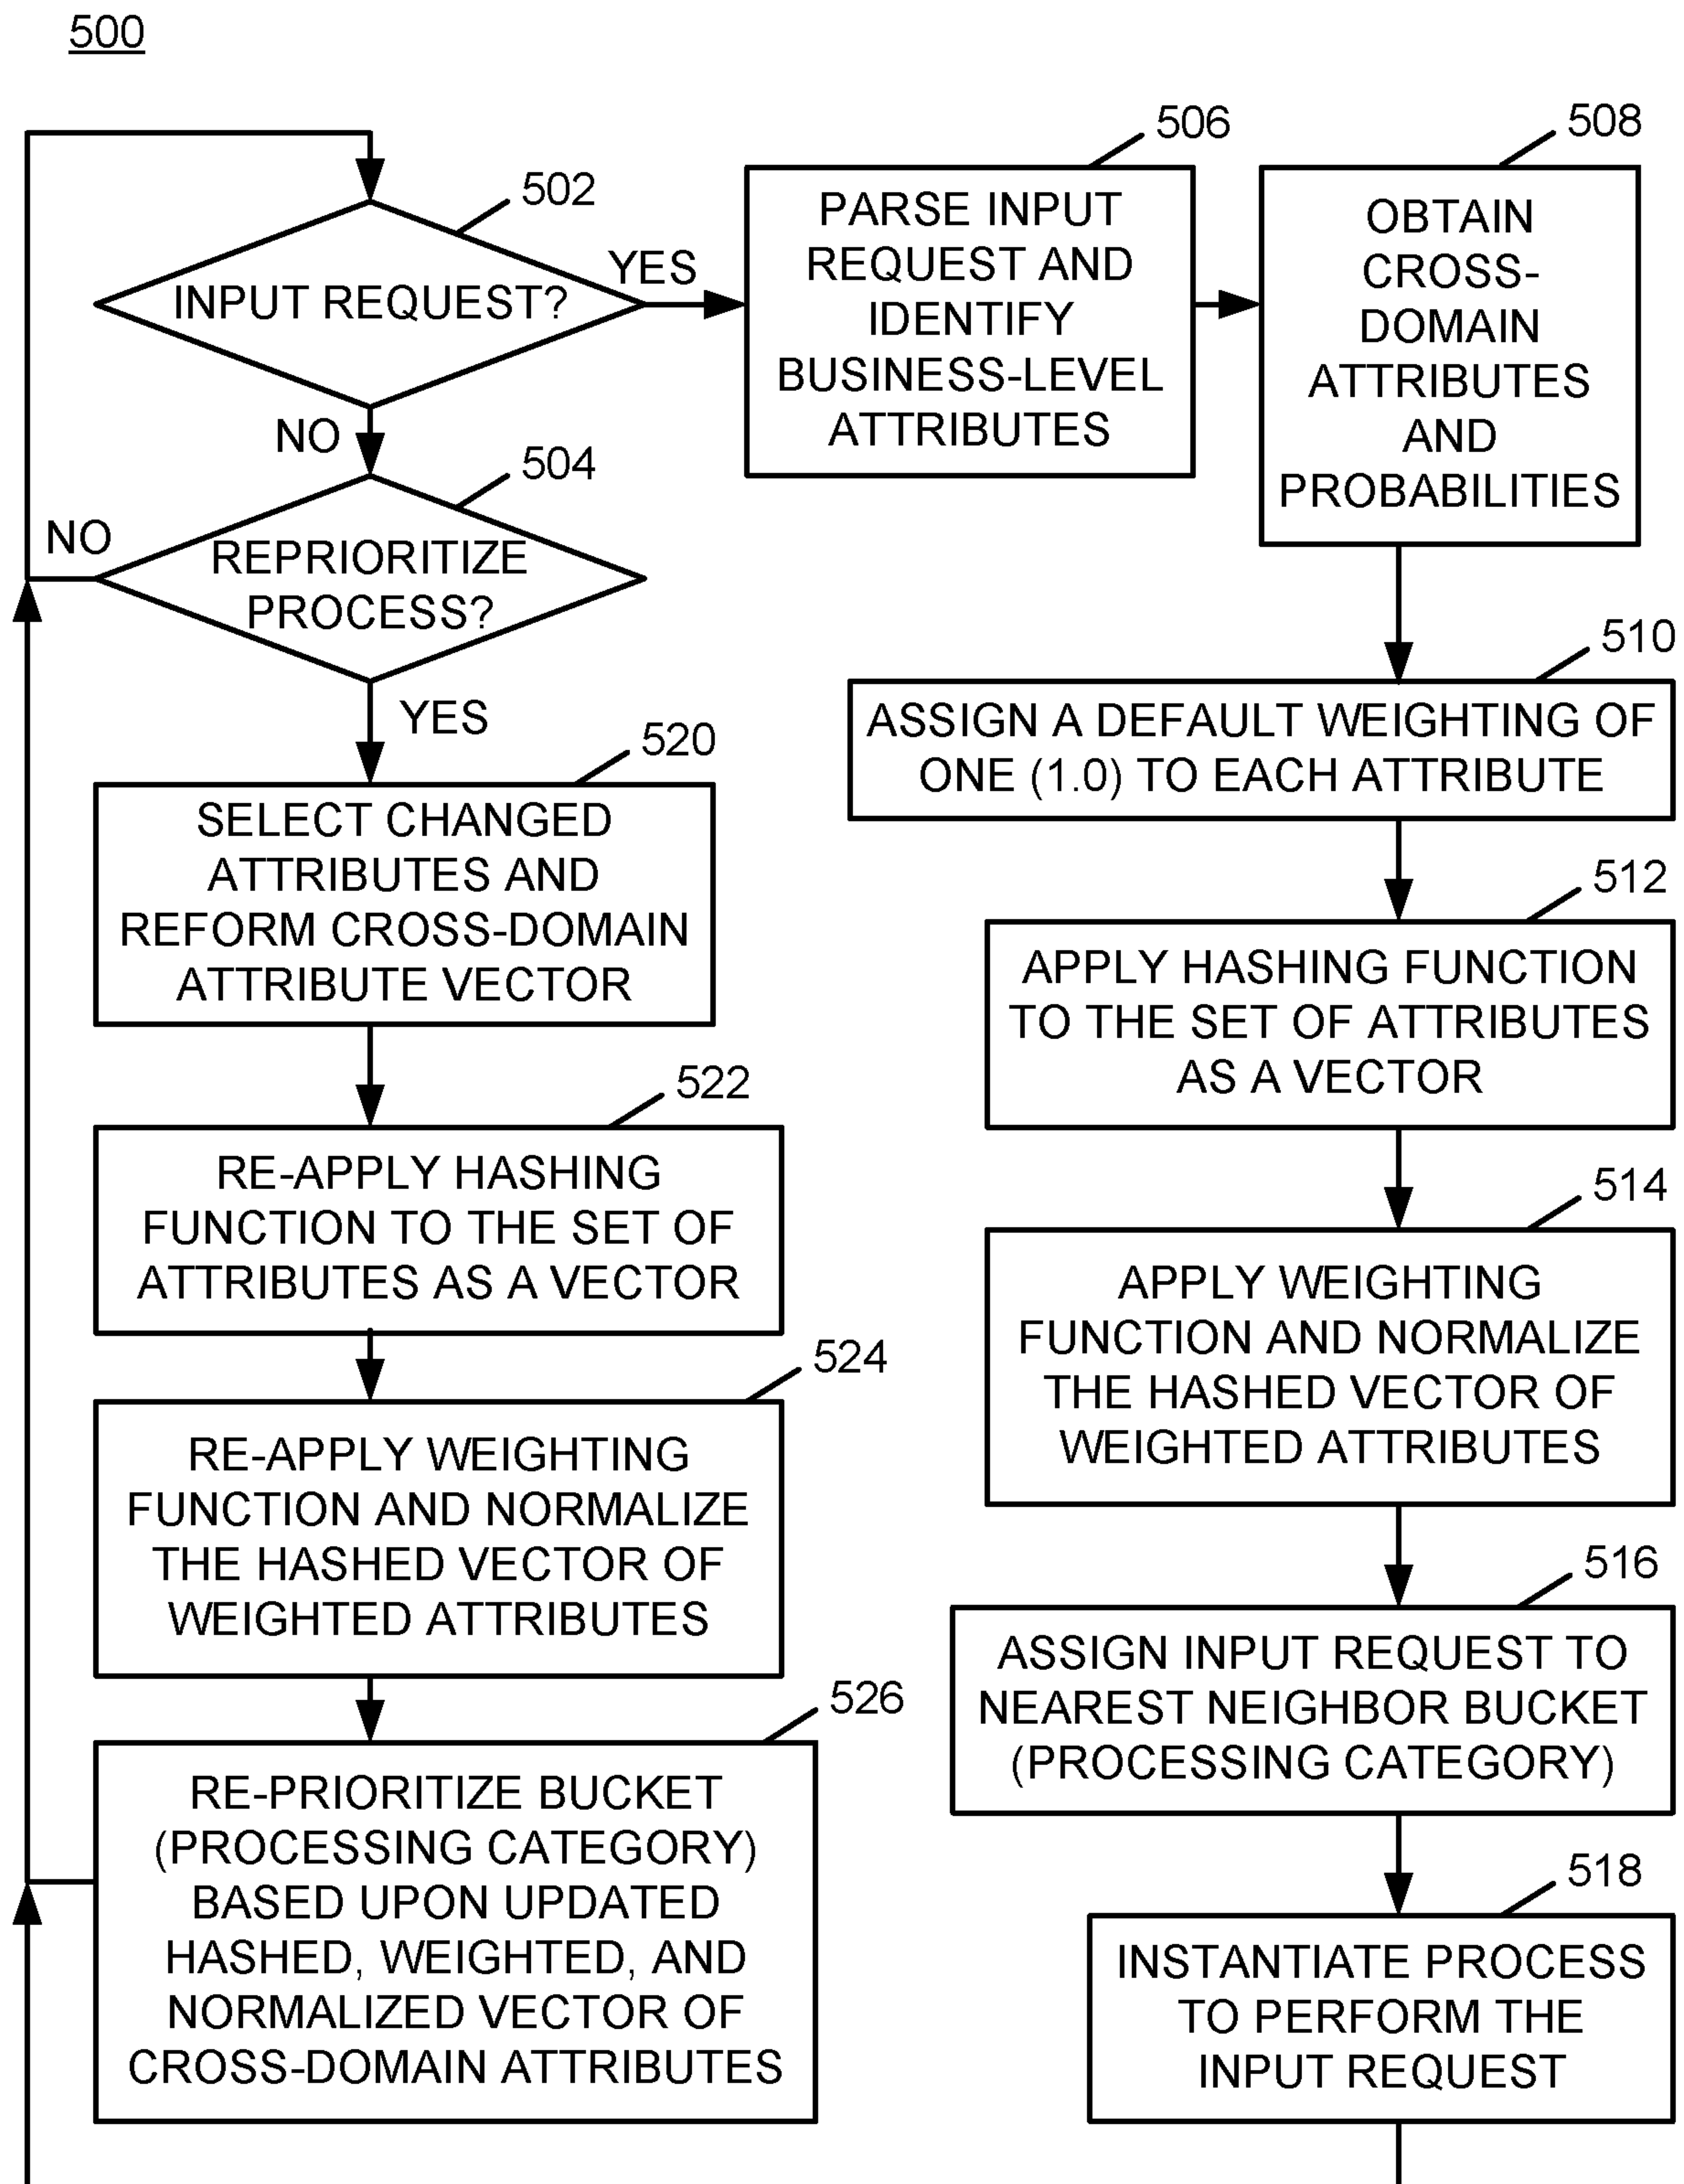 500
502
INPUT REQUEST?
YES
NO
504
REPRIORITIZE
PROCESS?
NO
YES
506
PARSE INPUT
REQUEST AND
IDENTIFY
BUSINESS-LEVEL
ATTRIBUTES
508
OBTAIN
CROSS-
DOMAIN
ATTRIBUTES
AND
PROBABILITIES
510
ASSIGN A DEFAULT WEIGHTING OF
ONE (1.0) TO EACH ATTRIBUTE
512
APPLY HASHING FUNCTION
TO THE SET OF ATTRIBUTES
AS A VECTOR
514
APPLY WEIGHTING
FUNCTION AND NORMALIZE
THE HASHED VECTOR OF
WEIGHTED ATTRIBUTES
516
ASSIGN INPUT REQUEST TO
NEAREST NEIGHBOR BUCKET
(PROCESSING CATEGORY)
518
INSTANTIATE PROCESS
TO PERFORM THE
INPUT REQUEST
520
SELECT CHANGED
ATTRIBUTES AND
REFORM CROSS-DOMAIN
ATTRIBUTE VECTOR
522
RE-APPLY HASHING
FUNCTION TO THE SET OF
ATTRIBUTES AS A VECTOR
524
RE-APPLY WEIGHTING
FUNCTION AND NORMALIZE
THE HASHED VECTOR OF
WEIGHTED ATTRIBUTES
526
RE-PRIORITIZE BUCKET
(PROCESSING CATEGORY)
BASED UPON UPDATED
HASHED, WEIGHTED, AND
NORMALIZED VECTOR OF
CROSS-DOMAIN ATTRIBUTES